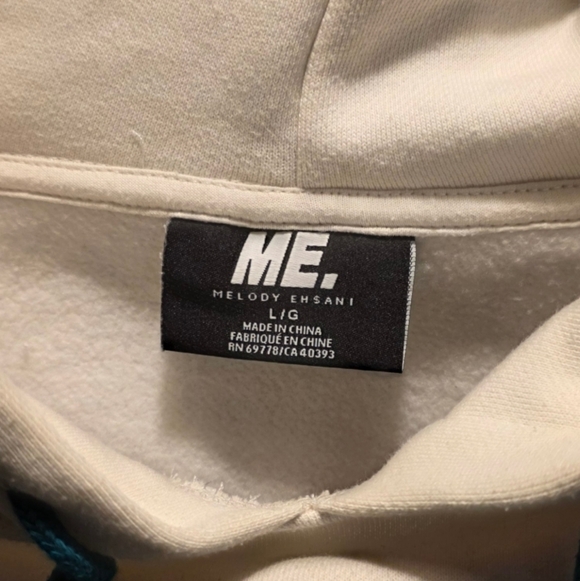 ME.
MELODY EHSANI
L/G
MADE IN CHINA
FABRIQUÉ EN CHINE
RN 69778/CA 40393